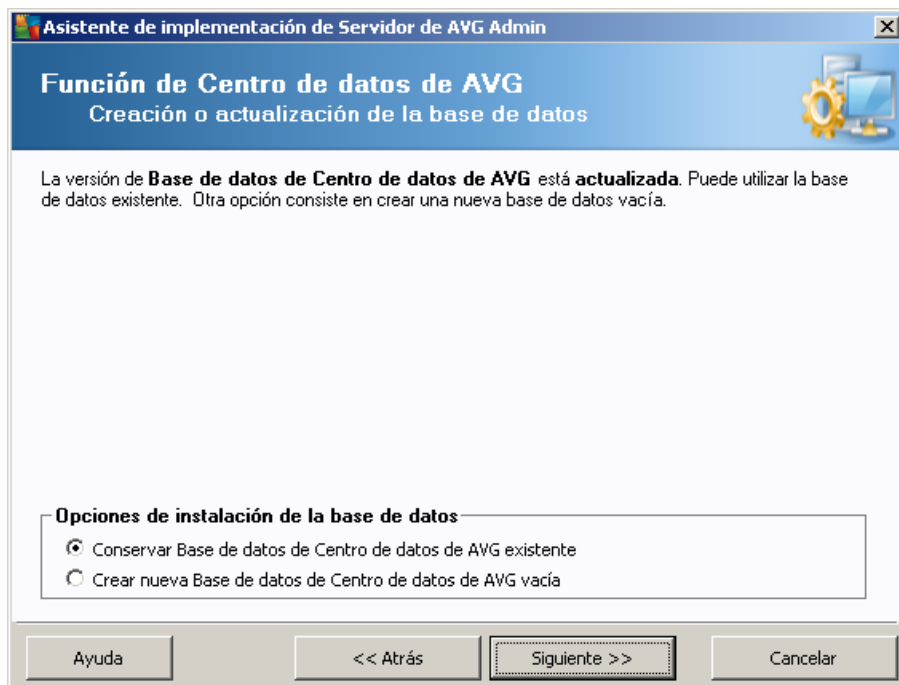 Asistente de implementación de Servidor de AVG Admin
Función de Centro de datos de AVG
Creación o actualización de la base de datos
La versión de Base de datos de Centro de datos de AVG está actualizada. Puede utilizar la base
de datos existente. Otra opción consiste en crear una nueva base de datos vacía.
Opciones de instalación de la base de datos
Conservar Base de datos de Centro de datos de AVG existente
Crear nueva Base de datos de Centro de datos de AVG vacía
Ayuda
<< Atrás
Siguiente >>
Cancelar